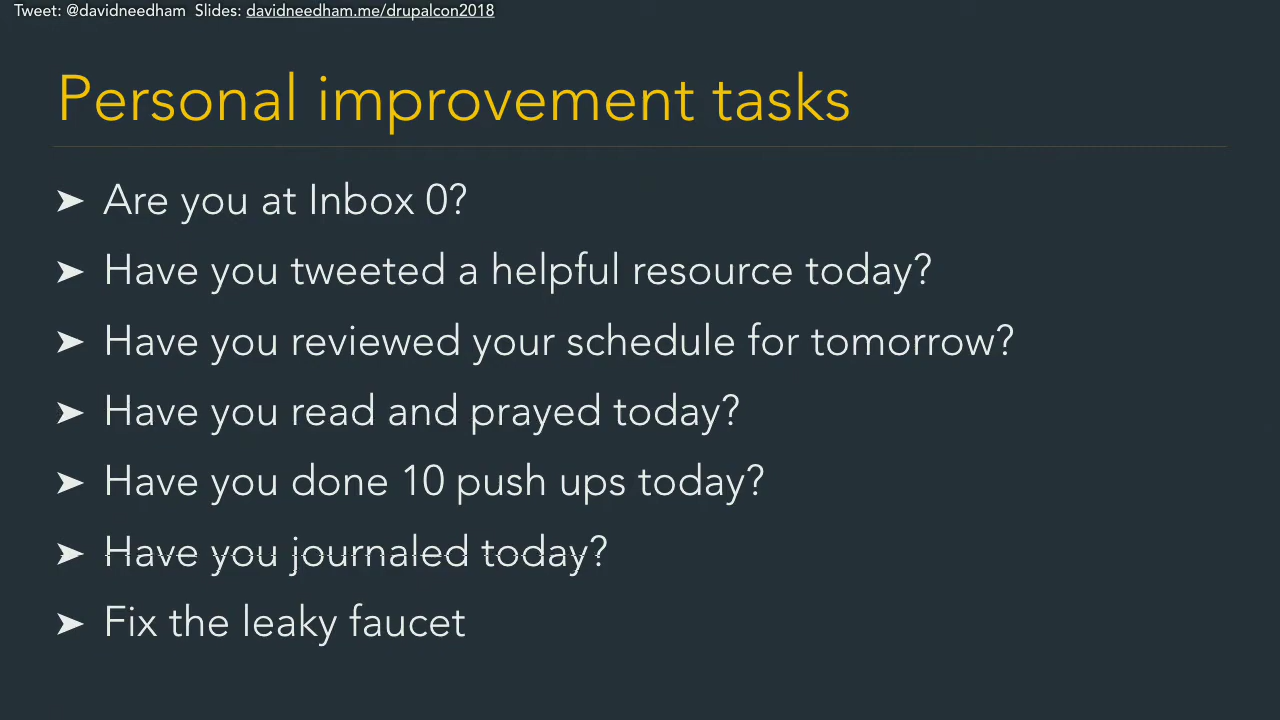 Tweet: @davidneedham Slides: davidneedham.me/drupalcon2018
Personal improvement tasks
➤ Are you at Inbox 0?
➤ Have you tweeted a helpful resource today?
➤ Have you reviewed your schedule for tomorrow?
➤ Have you read and prayed today?
➤ Have you done 10 push ups today?
➤ Have you journaled today?
➤ Fix the leaky faucet